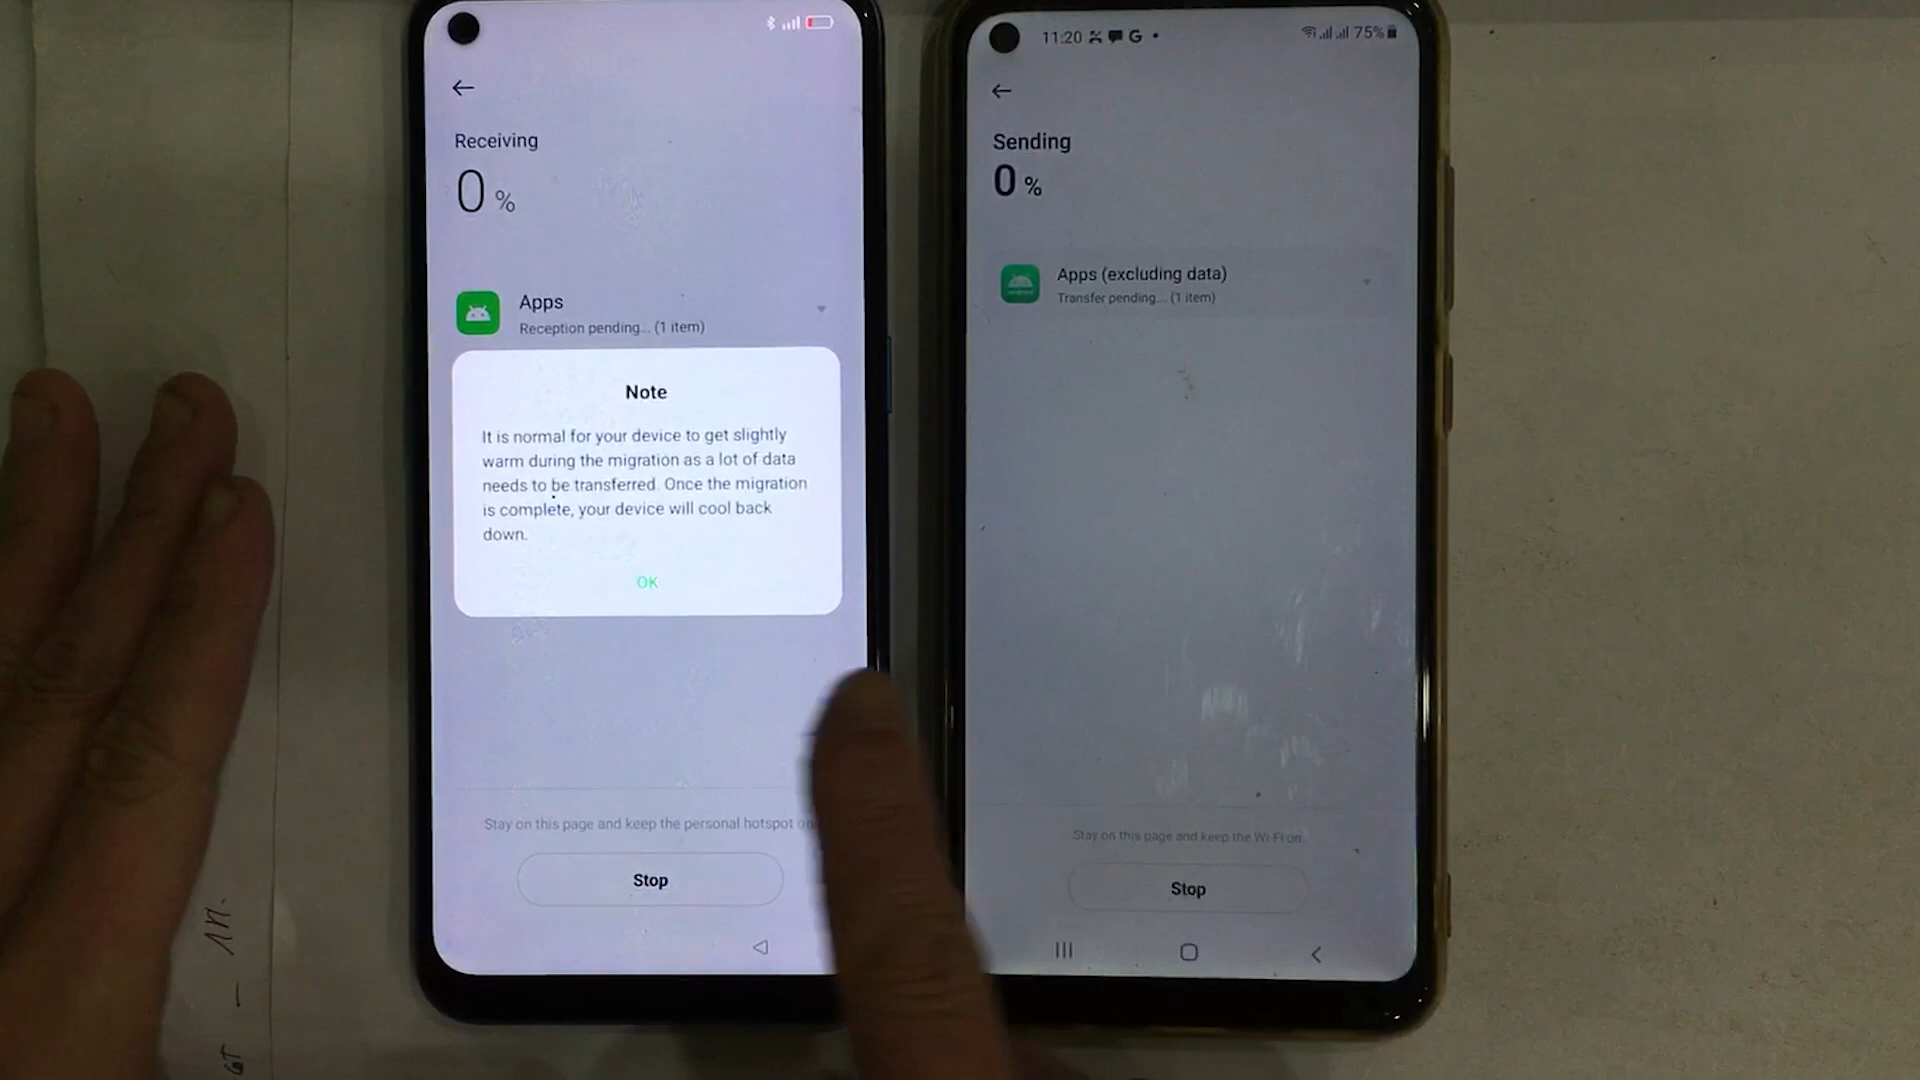 Receiving
0 %
Apps
Reception pending... (1 item)
Note
It is normal for your device to get slightly
warm during the migration as a lot of data
needs to be transferred. Once the migration
is complete, your device will cool back
down.
OK
Stay on this page and keep the personal hotspot on
Stop
11:20
75%
Sending
0 %
Apps (excluding data)
Transfer pending... (1 item)
Stay on this page and keep the Wi-Fi on
Stop